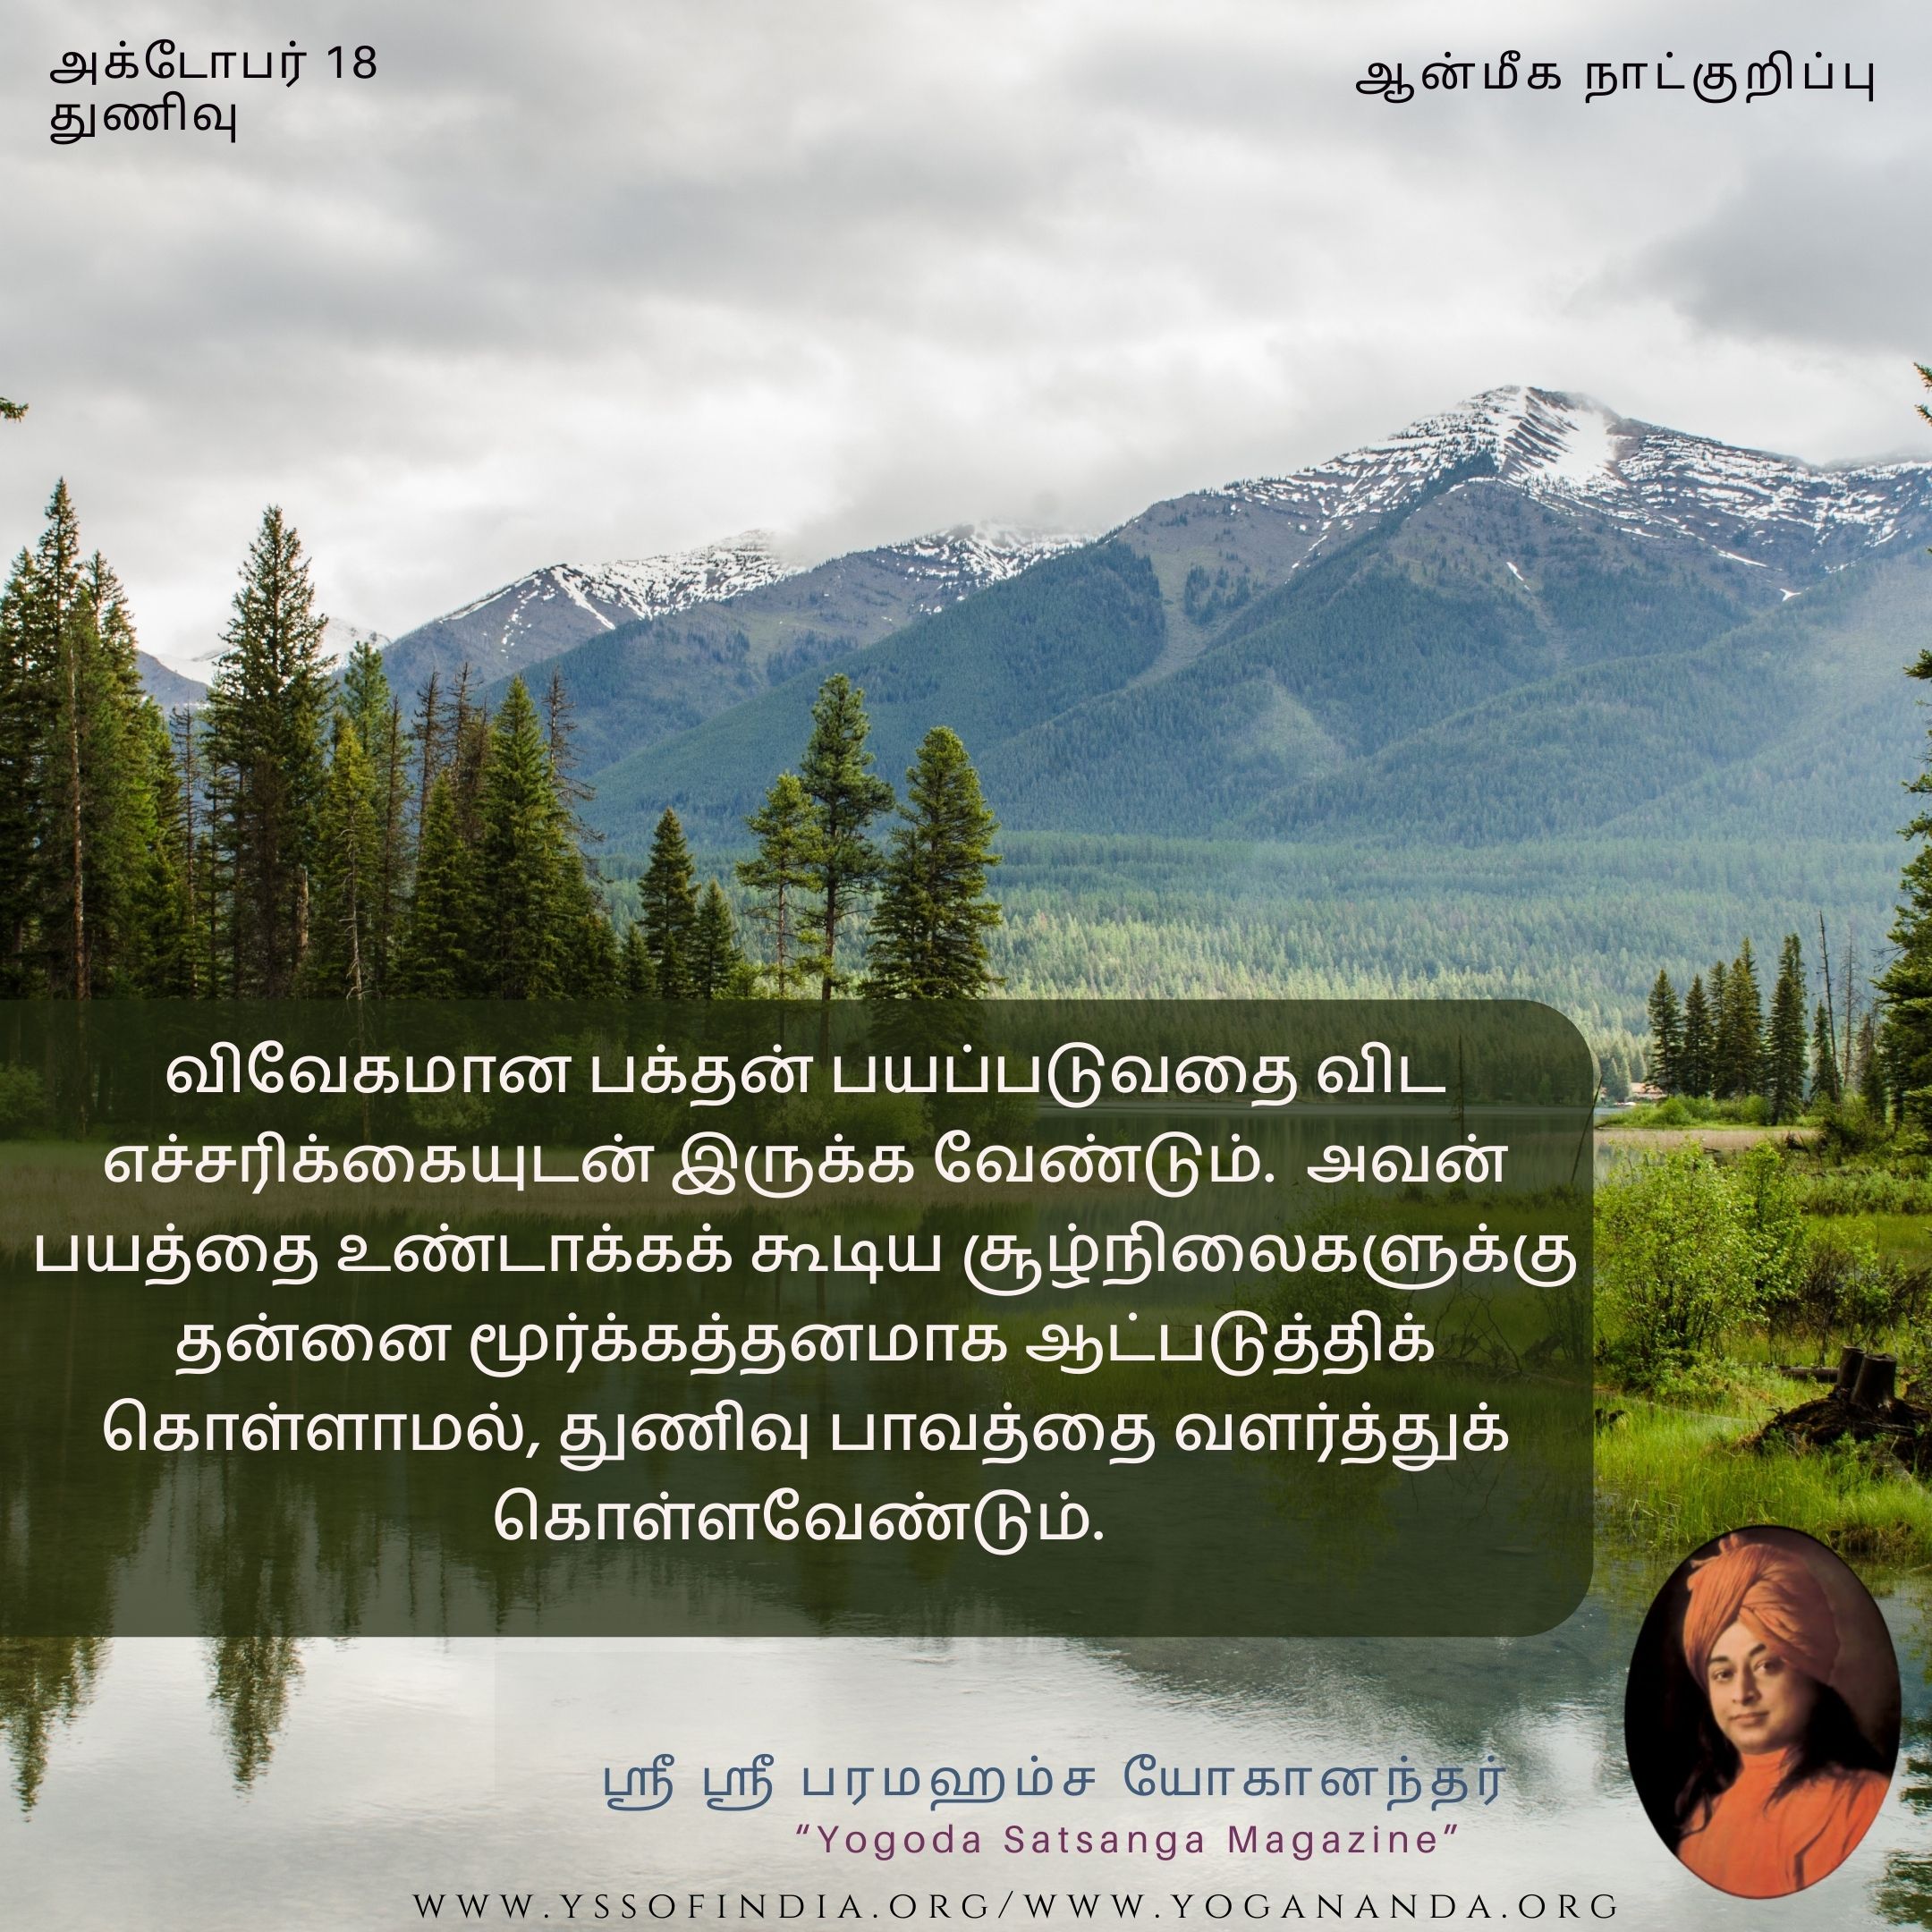 அக்டோபர் 18
துணிவு
ஆன்மீக நாட்குறிப்பு
விவேகமான பக்தன் பயப்படுவதை விட
எச்சரிக்கையுடன் இருக்க வேண்டும். அவன்
பயத்தை உண்டாக்கக் கூடிய சூழ்நிலைகளுக்கு
தன்னை மூர்க்கத்தனமாக ஆட்படுத்திக்
கொள்ளாமல், துணிவு பாவத்தை வளர்த்துக்
கொள்ளவேண்டும்.
ஸ்ரீ ஸ்ரீ பரமஹம்ச யோகானந்தர்
“Yogoda Satsanga Magazine”
WWW.YSSOFINDIA.ORG/WWW.YOGANANDA.ORG